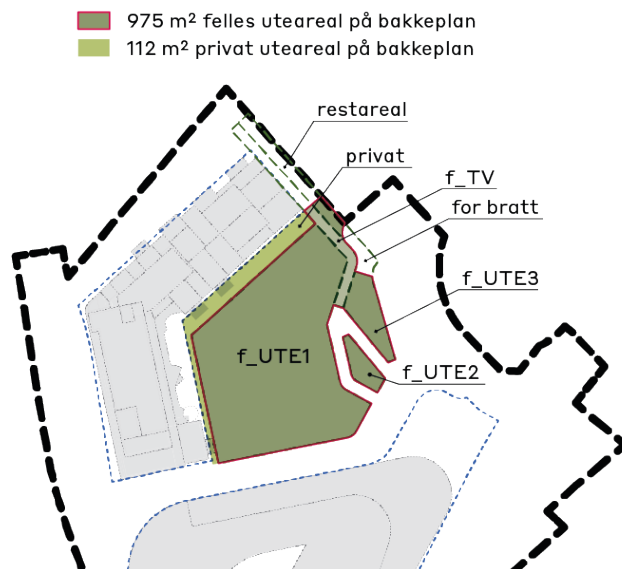 975 m² felles uteareal på bakkeplan
112 m² privat uteareal på bakkeplan
restareal
privat
f_TV
for bratt
f_UTE3
f_UTE1
f_UTE2